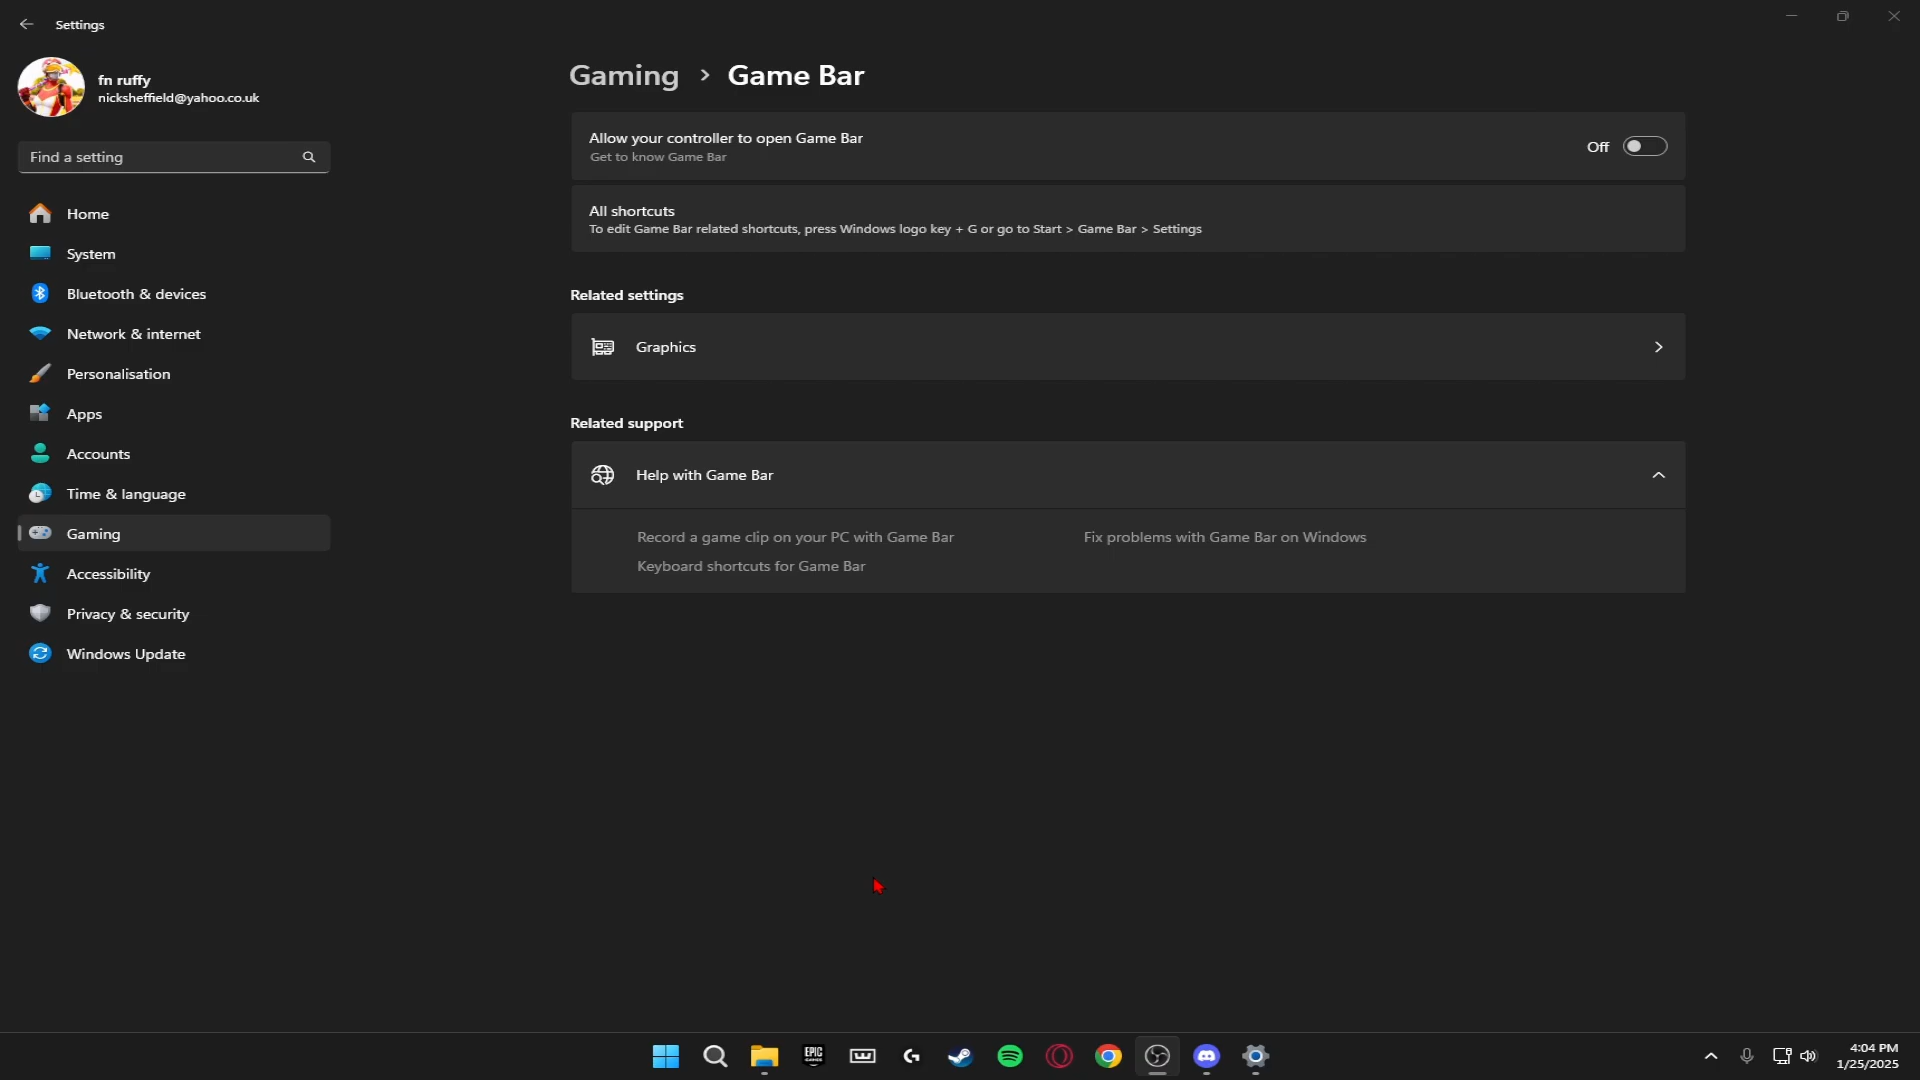 Settings
fn ruffy
nicksheffield@yahoo.co.uk
Find a setting
Home
System
Bluetooth & devices
Network & internet
Personalisation
Apps
Accounts
Time & language
Gaming
Accessibility
Privacy & security
Windows Update
Gaming > Game Bar
Allow your controller to open Game Bar
Get to know Game Bar
Off
All shortcuts
To edit Game Bar related shortcuts, press Windows logo key + G or go to Start > Game Bar > Settings
Related settings
Graphics
Related support
Help with Game Bar
Record a game clip on your PC with Game Bar
Fix problems with Game Bar on Windows
Keyboard shortcuts for Game Bar
EPIC
GAMES
4:04 PM
1/25/2025